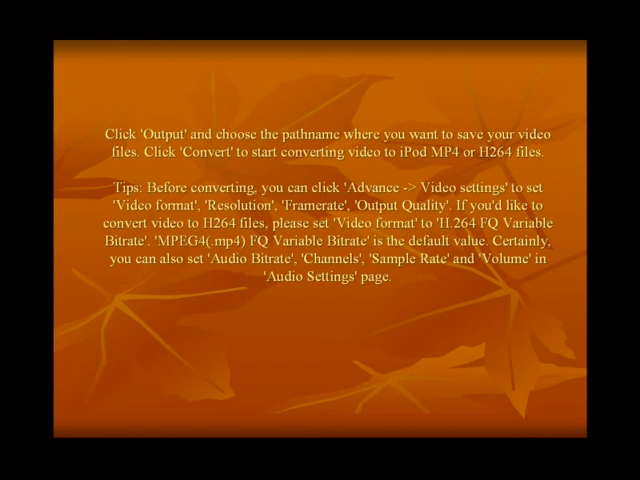 Click 'Output' and choose the pathname where you want to save your video
files. Click 'Convert' to start converting video to iPod MP4 or H264 files.
Tips: Before converting, you can click 'Advance -> Video settings' to set
'Video format', 'Resolution', 'Framerate', 'Output Quality'. If you'd like to
convert video to H264 files, please set 'Video format' to 'H.264 FQ Variable
Bitrate'. 'MPEG4(.mp4) FQ Variable Bitrate' is the default value. Certainly,
you can also set 'Audio Bitrate', 'Channels', 'Sample Rate' and 'Volume' in
'Audio Settings' page.